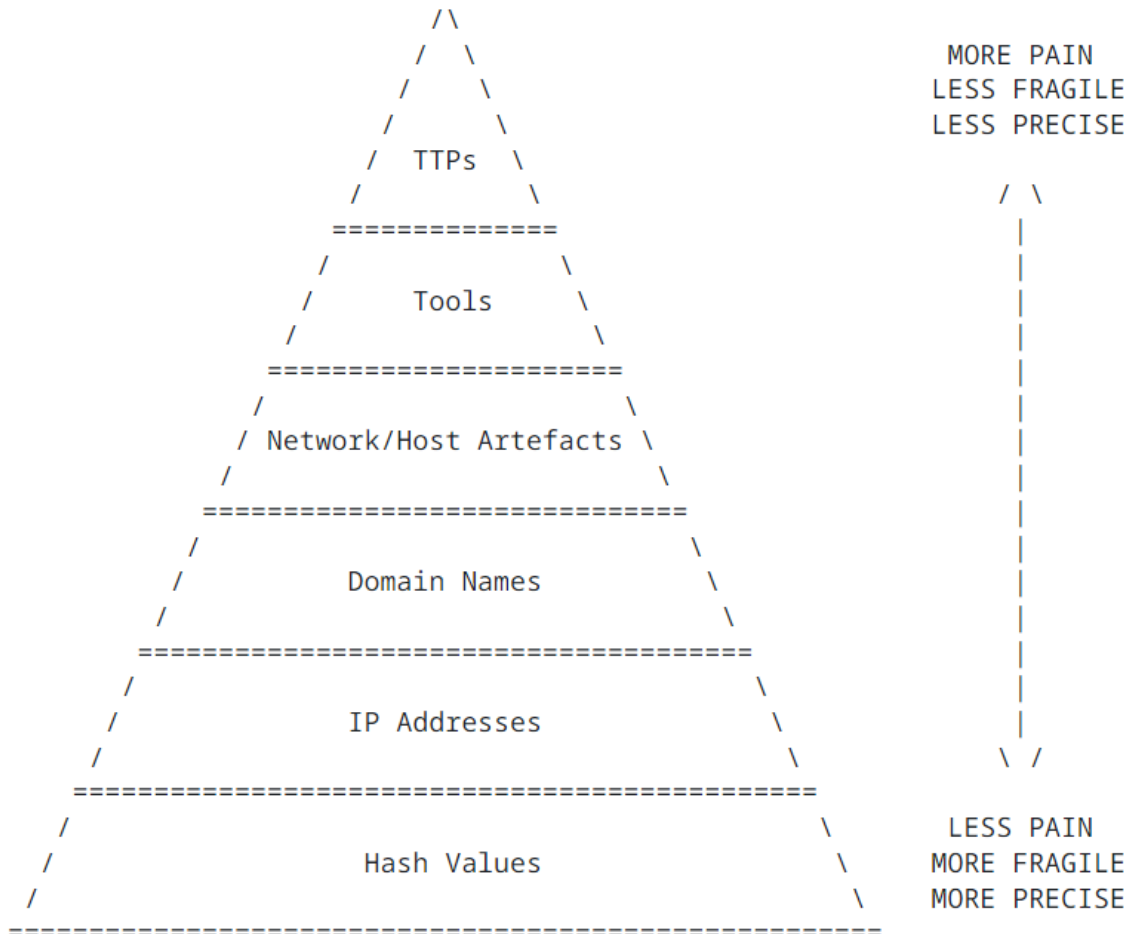 MORE PAIN
LESS FRAGILE
LESS PRECISE
TTPs
Tools
Network/Host Artefacts
Domain Names
IP Addresses
Hash Values
LESS PAIN
MORE FRAGILE
MORE PRECISE